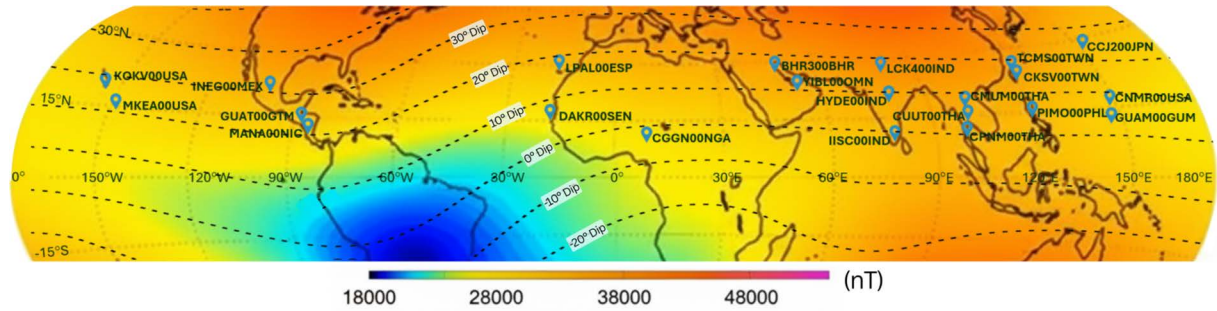 30°N
30° Dip
CCJ200JPN
TCMS00TWN
KOKV00USA
INEG00MEX
20° Dip
LPAL00ESP
BHR300BHR
LCK400IND
CKSV00TWN
YIBL00OMN
15°N
MKEA00USA
HYDE00IND
CMUM00THA
CNMR00USA
GUAT00GTM
10° Dip
DAKR00SEN
CUUT00THA
PIMO00PHL
GUAM00GUM
MANA00NIC
CGGN00NGA
IISC00IND
CPNM00THA
0° Dip
0°
150°W
120°W
90°W
60°W
30°W
0°
30°E
60°E
90°E
120°E
150°E
180°E
-10° Dip
-20° Dip
-15°S
18000
28000
38000
48000
(nT)